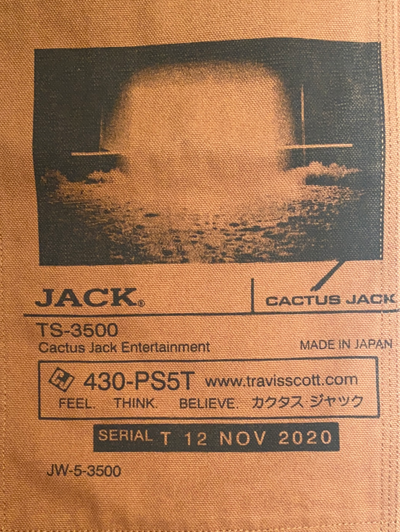 JACK®
CACTUS JACK
TS-3500
Cactus Jack Entertainment
MADE IN JAPAN
430-PS5T www.travisscott.com
FEEL. THINK. BELIEVE. カクタス・ジャック
SERIAL T 12 NOV 2020
JW-5-3500